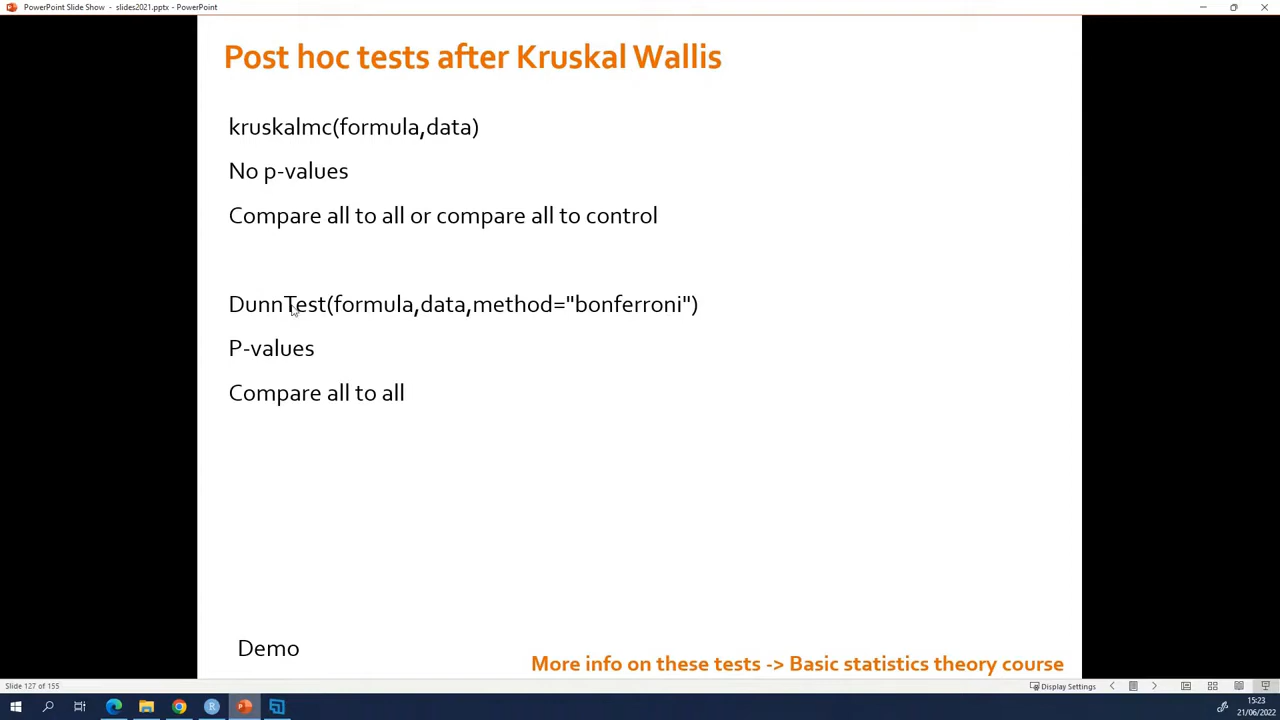 PowerPoint Slide Show - slides2021.pptx - PowerPoint
Post hoc tests after Kruskal Wallis
kruskalmc(formula,data)
No p-values
Compare all to all or compare all to control
DunnTest(formula,data,method="bonferroni")
P-values
Compare all to all
Demo
More info on these tests -> Basic statistics theory course
Slide 127 of 155
Display Settings
15:23
21/06/2022